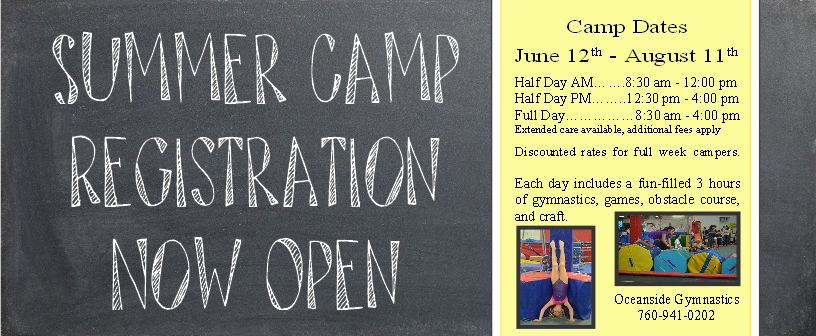 SUMMER CAMP
REGISTRATION
NOW OPEN
Camp Dates
June 12th - August 11th
Half Day AM…….8:30 am - 12:00 pm
Half Day PM……..12:30 pm - 4:00 pm
Full Day……………8:30 am - 4:00 pm
Extended care available, additional fees apply
Discounted rates for full week campers.
Each day includes a fun-filled 3 hours
of gymnastics, games, obstacle course,
and craft.
Oceanside Gymnastics
760-941-0202